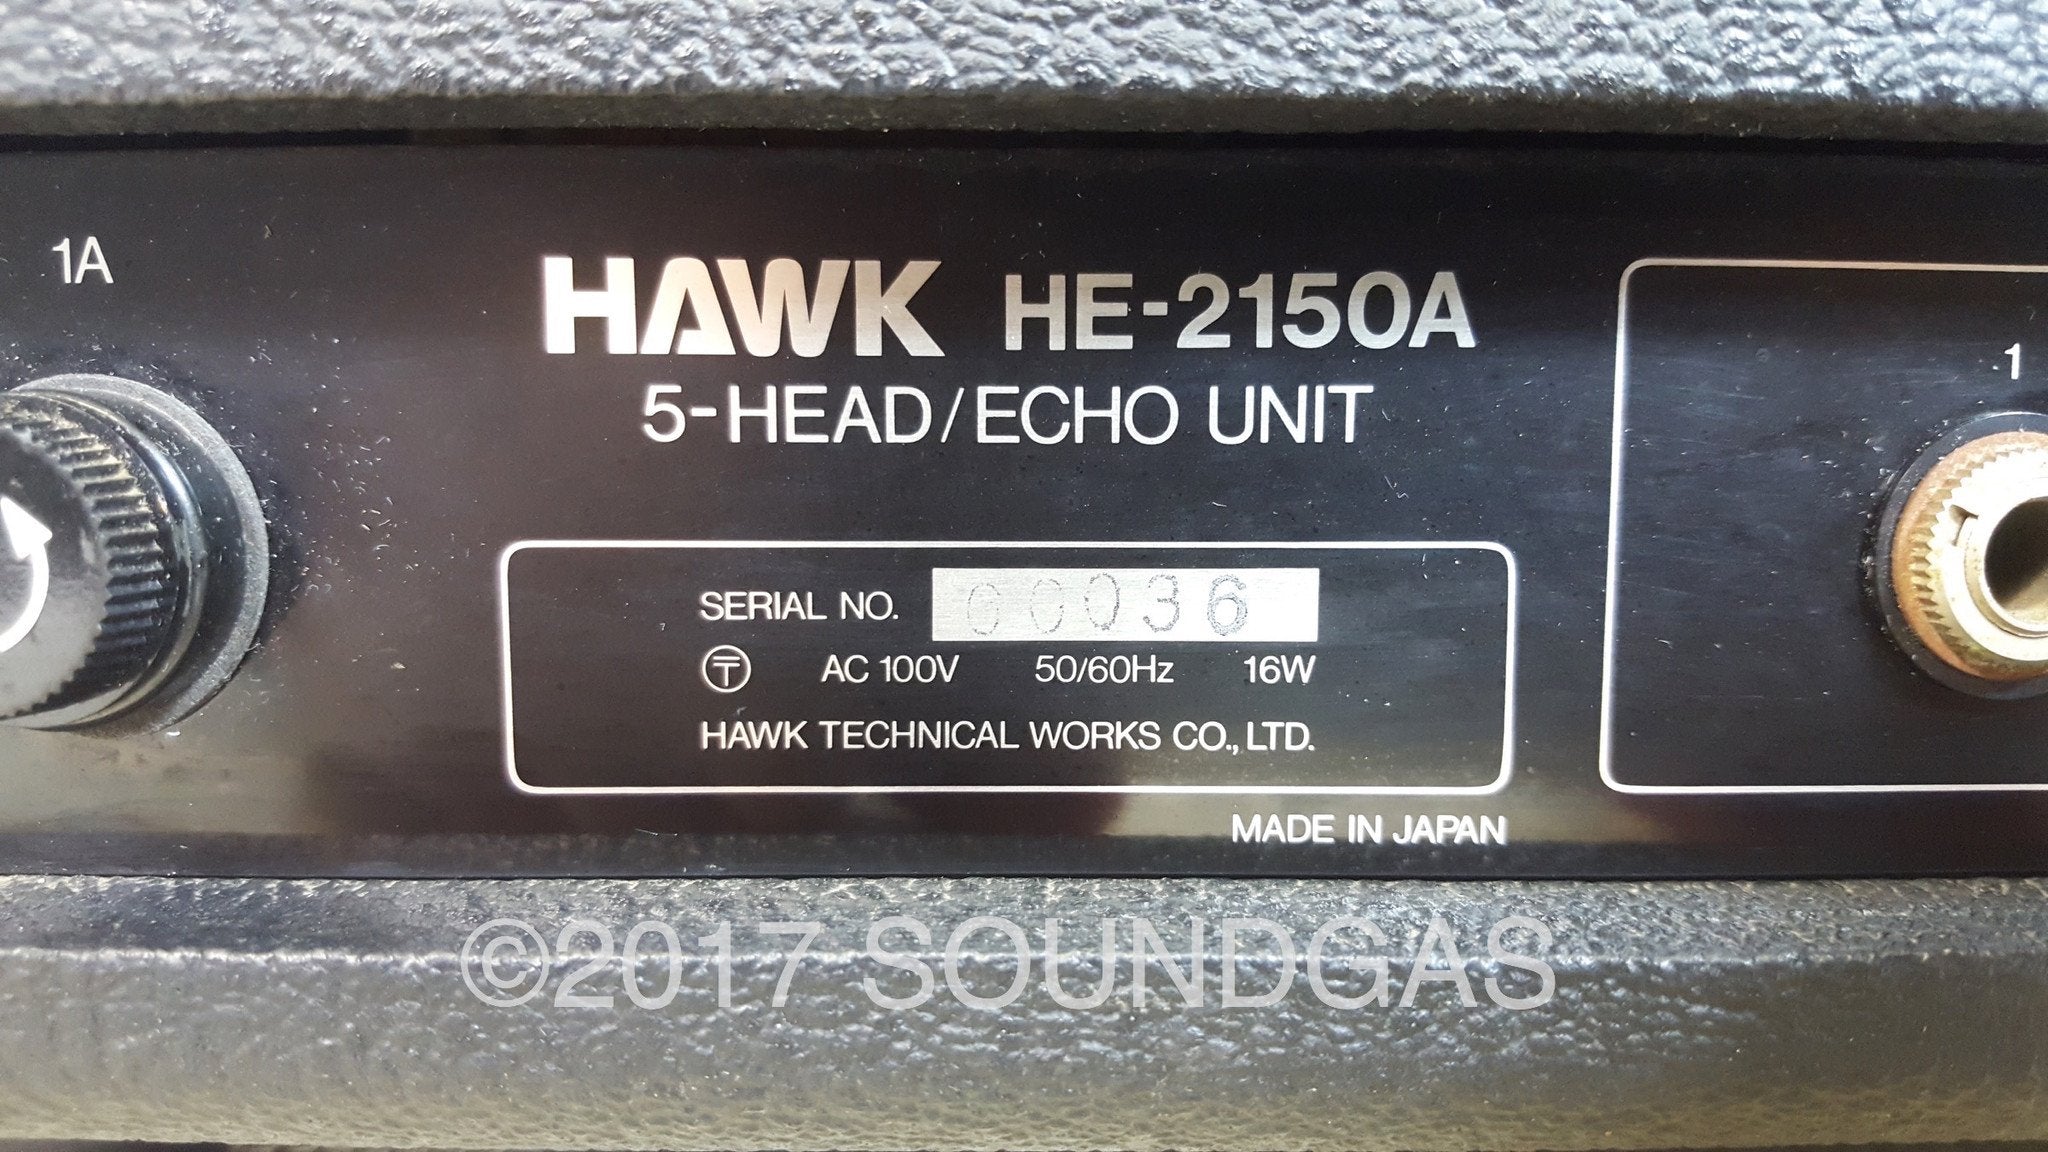 1A
HAWK HE-2150A
5-HEAD/ECHO UNIT
1
SERIAL NO. 00036
〒 AC 100V 50/60Hz 16W
HAWK TECHNICAL WORKS CO., LTD.
MADE IN JAPAN
©2017 SOUNDGAS